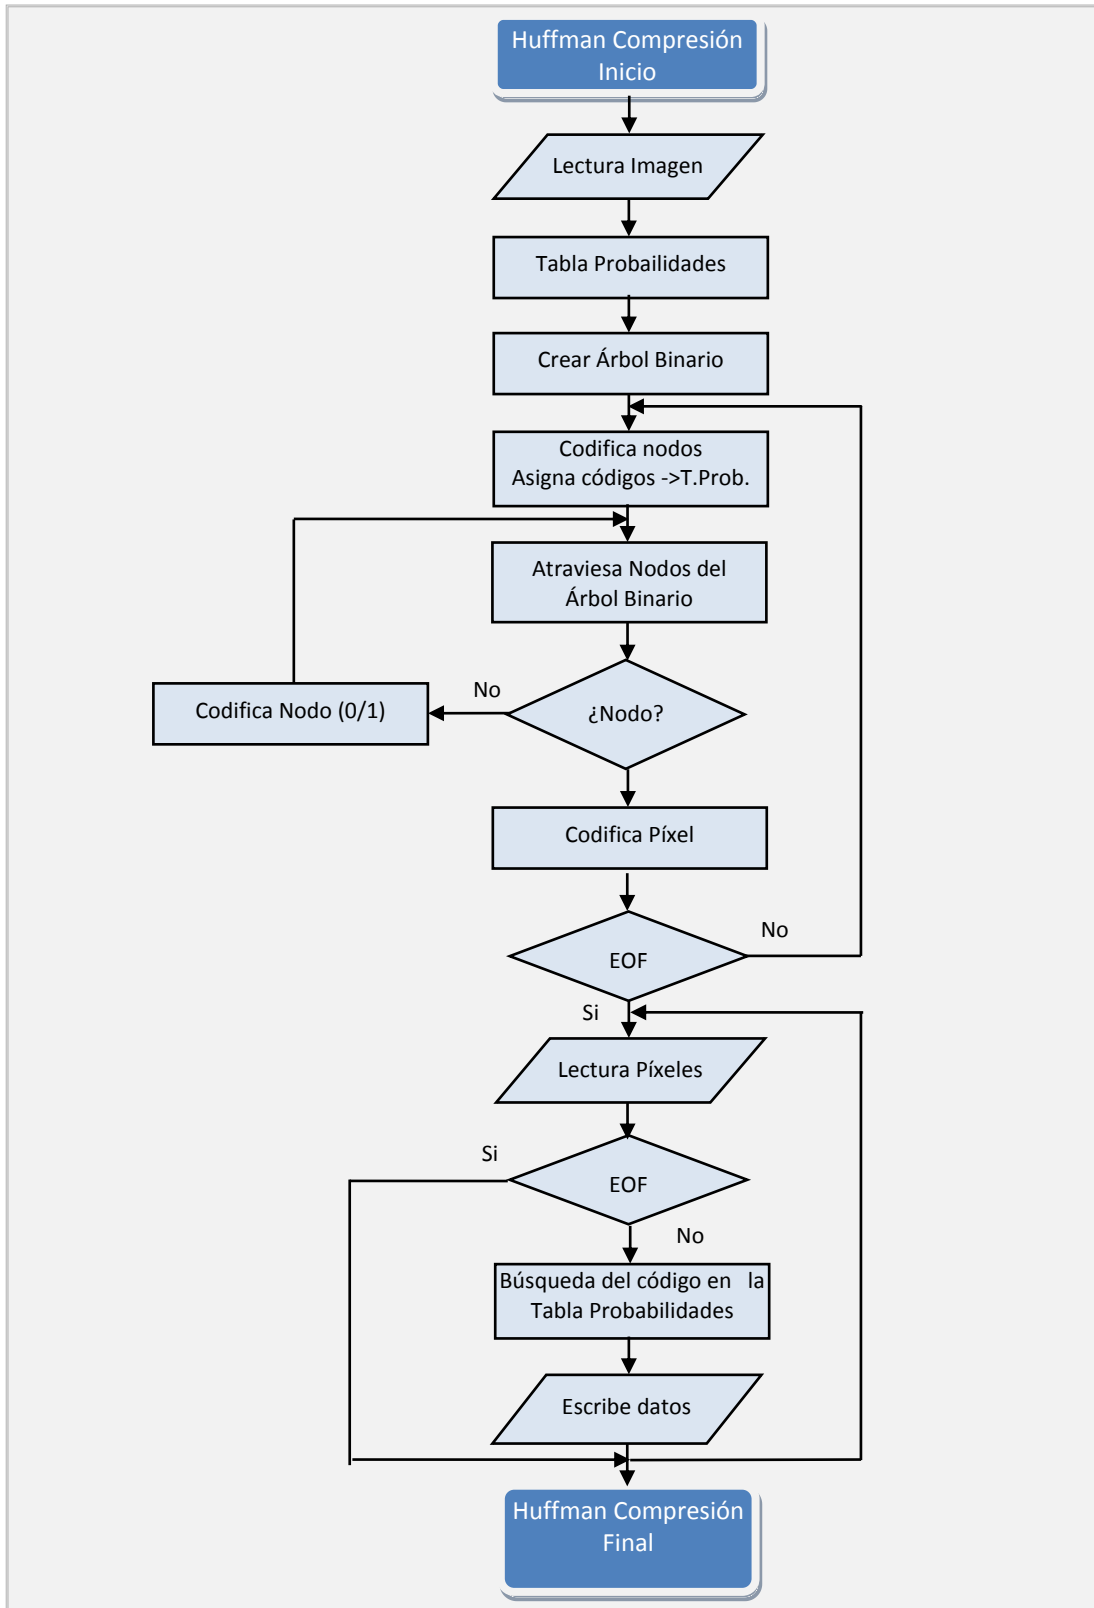 Huffman Compresión
Inicio
Lectura Imagen
Tabla Probailidades
Crear Árbol Binario
Codifica nodos
Asigna códigos ->T.Prob.
Atraviesa Nodos del
Árbol Binario
No
¿Nodo?
Codifica Nodo (0/1)
Codifica Píxel
No
EOF
Si
Lectura Píxeles
Si
EOF
No
Búsqueda del código en la
Tabla Probabilidades
Escribe datos
Huffman Compresión
Final